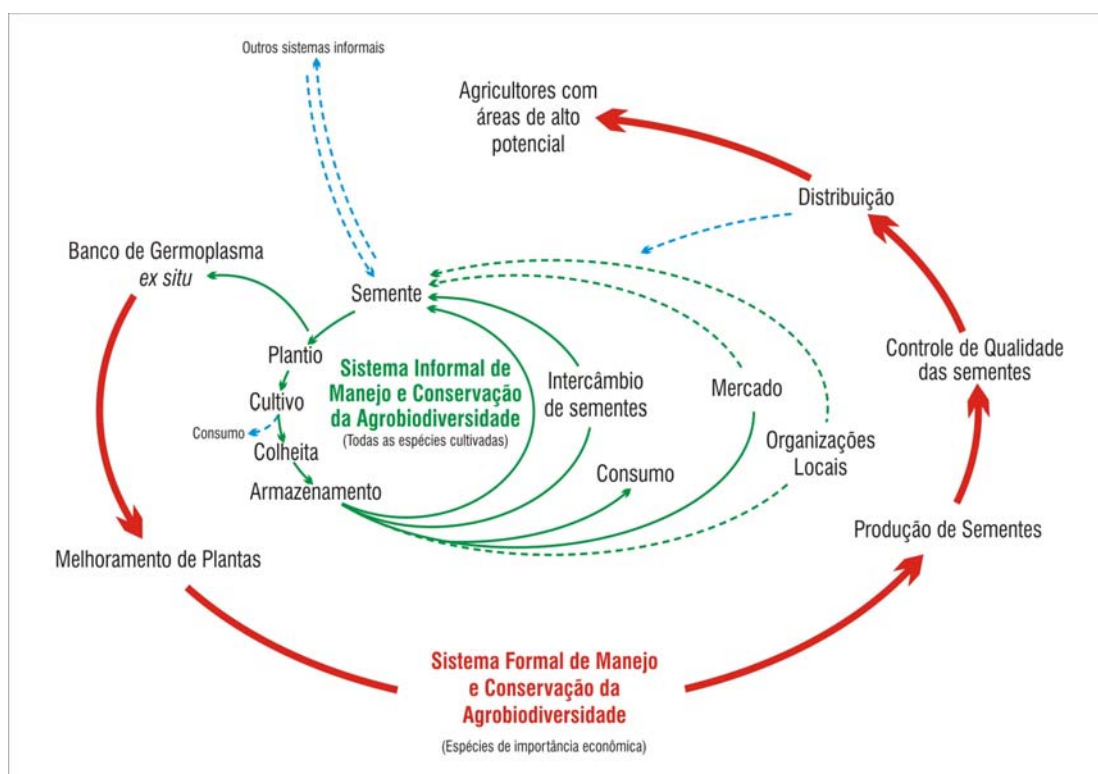 Outros sistemas informais
Agricultores com
áreas de alto
potencial
Distribuição
Banco de Germoplasma
ex situ
Semente
Plantio
Sistema Informal de
Manejo e Conservação
da Agrobiodiversidade
(Todas as espécies cultivadas)
Intercâmbio
de sementes
Mercado
Controle de Qualidade
das sementes
Cultivo
Consumo
Colheita
Armazenamento
Consumo
Organizações
Locais
Produção de Sementes
Melhoramento de Plantas
Sistema Formal de Manejo
e Conservação da
Agrobiodiversidade
(Espécies de importância econômica)